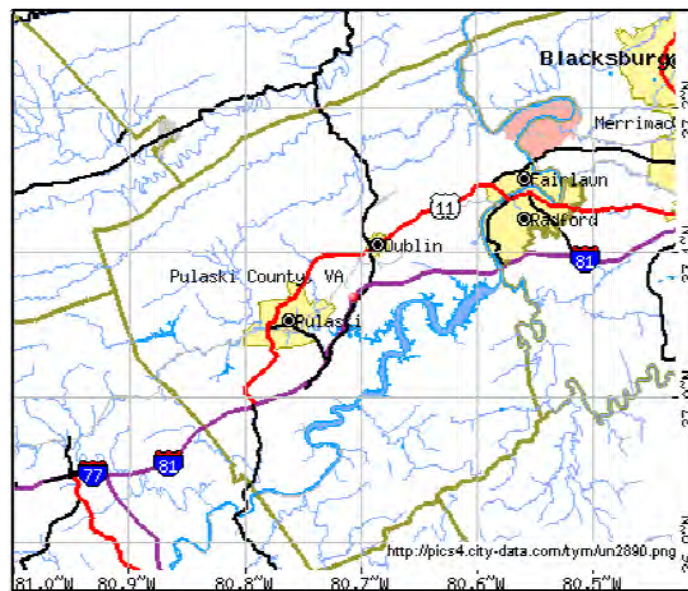 Blacksburg
Merrimac
Fairlawn
11
Radford
Dublin
81
Pulaski County, VA
Pulaski
81
77
http://pics4.city-data.com/tym/un2890.png
81.0°W 80.9°W 80.8°W 80.7°W 80.6°W 80.5°W